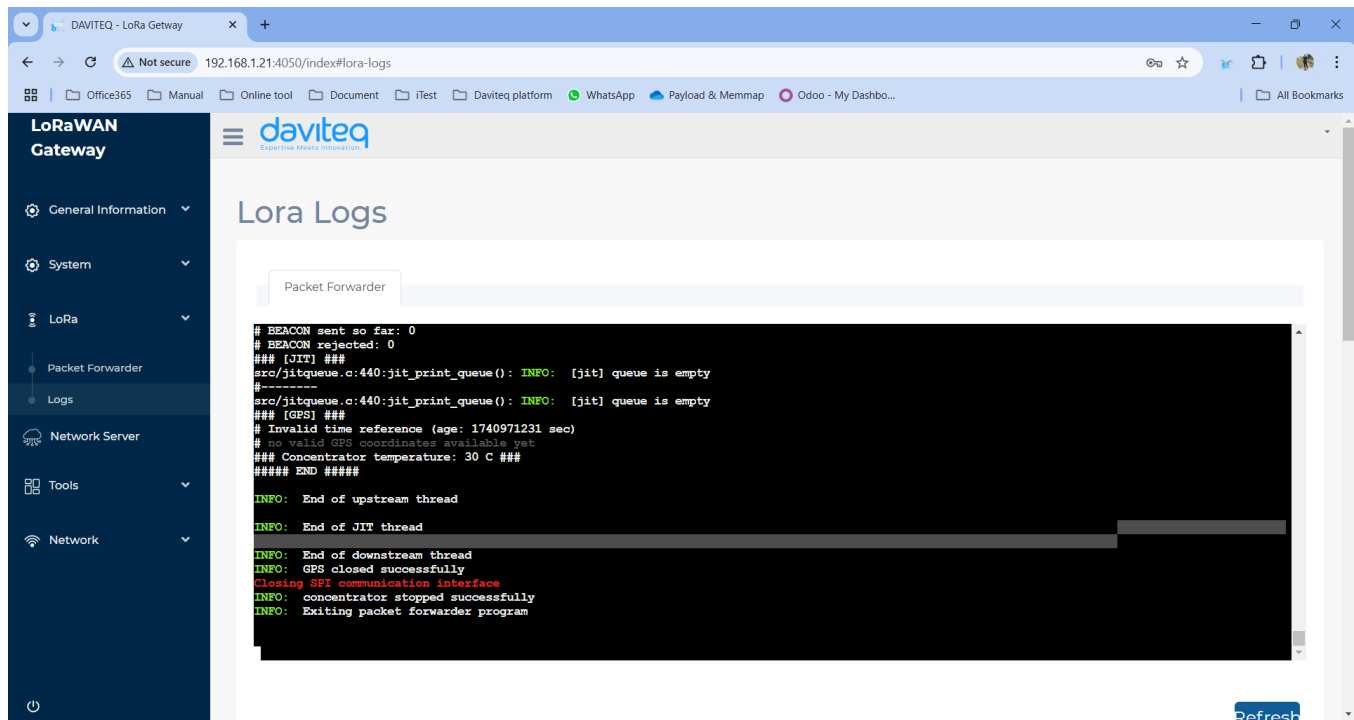 DAVITEQ - LoRa Getway
Not secure
192.168.1.21:4050/index#lora-logs
Office365
Manual
Online tool
Document
iTest
Daviteq platform
WhatsApp
Payload & Memmap
Odoo - My Dashbo...
All Bookmarks
LoRaWAN
Gateway
General Information
System
LoRa
Packet Forwarder
Logs
Network Server
Tools
Network
daviteq
Expertise Meets Innovation.
Lora Logs
Packet Forwarder
# BEACON sent so far: 0
# BEACON rejected: 0
### [JIT] ###
src/jitqueue.c:440:jit_print_queue(): INFO: [jit] queue is empty
#--------
src/jitqueue.c:440:jit_print_queue(): INFO: [jit] queue is empty
### [GPS] ###
# Invalid time reference (age: 1740971231 sec)
# no valid GPS coordinates available yet
### Concentrator temperature: 30 C ###
##### END #####
INFO: End of upstream thread
INFO: End of JIT thread
INFO: End of downstream thread
INFO: GPS closed successfully
Closing SPI communication interface
INFO: concentrator stopped successfully
INFO: Exiting packet forwarder program
Refresh